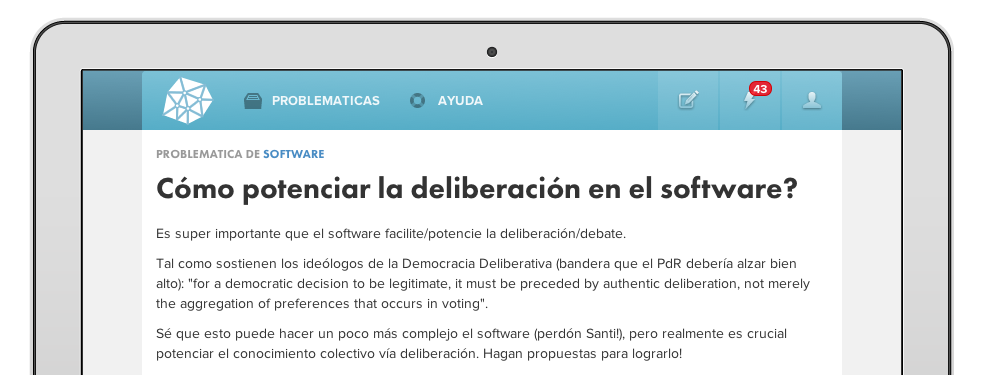 PROBLEMATICAS
AYUDA
43
PROBLEMATICA DE SOFTWARE
Cómo potenciar la deliberación en el software?
Es super importante que el software facilite/potencie la deliberación/debate.
Tal como sostienen los ideólogos de la Democracia Deliberativa (bandera que el PdR debería alzar bien
alto): "for a democratic decision to be legitimate, it must be preceded by authentic deliberation, not merely
the aggregation of preferences that occurs in voting".
Sé que esto puede hacer un poco más complejo el software (perdón Santi!), pero realmente es crucial
potenciar el conocimiento colectivo vía deliberación. Hagan propuestas para lograrlo!